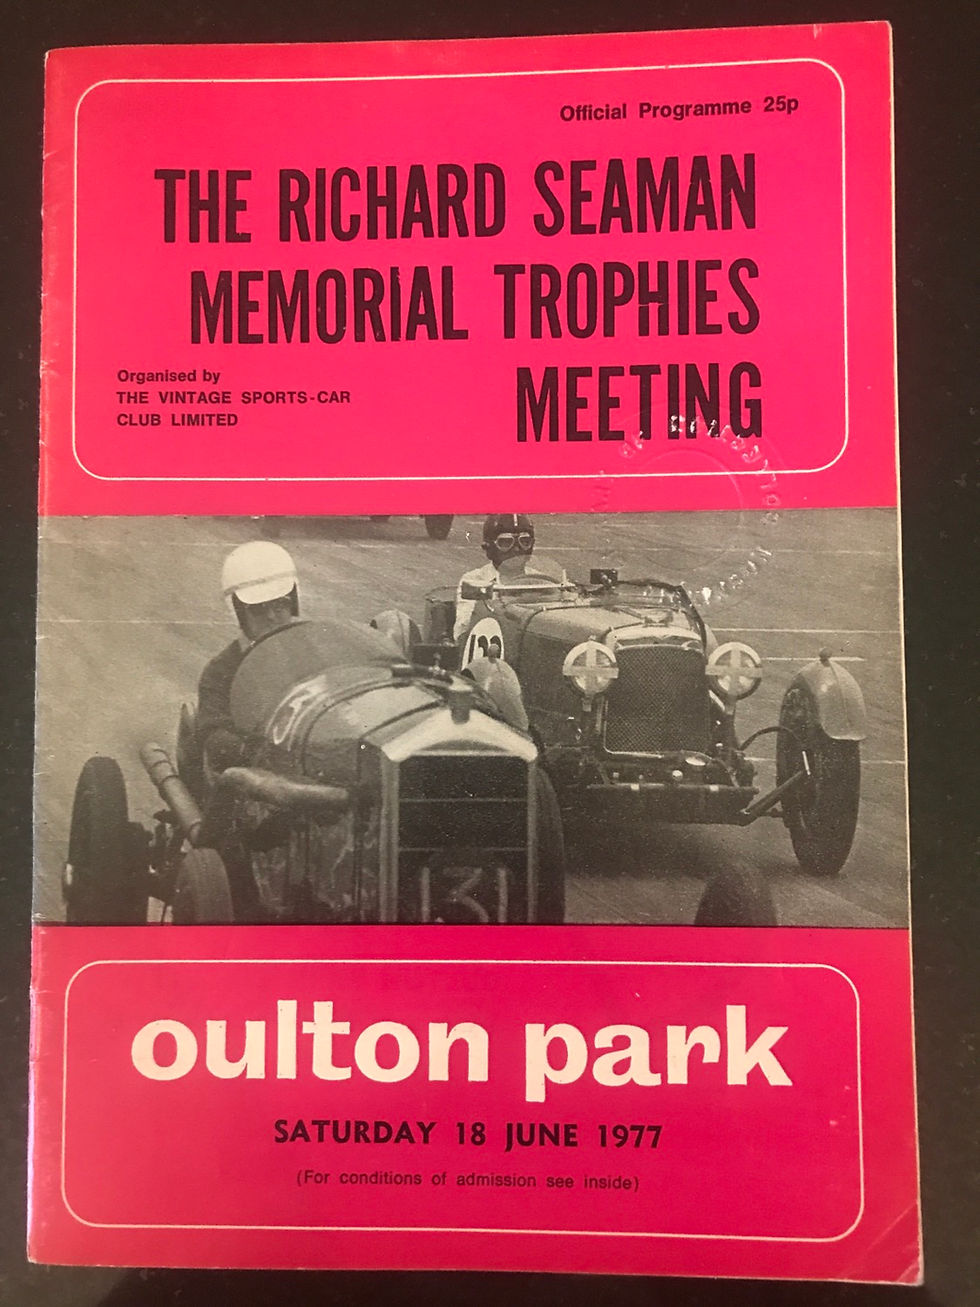 Official Programme 25p
THE RICHARD SEAMAN
MEMORIAL TROPHIES
MEETING
Organised by
THE VINTAGE SPORTS-CAR
CLUB LIMITED
oulton park
SATURDAY 18 JUNE 1977
(For conditions of admission see inside)